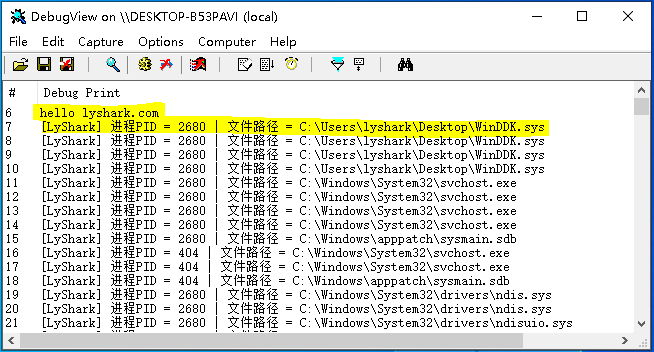 DebugView on \\DESKTOP-B53PAVI (local)
File Edit Capture Options Computer Help
# Debug Print
6 hello lyshark.com
7 [LyShark] 进程PID = 2680 | 文件路径 = C:\Users\lyshark\Desktop\WinDDK.sys
8 [LyShark] 进程PID = 2680 | 文件路径 = C:\Users\lyshark\Desktop\WinDDK.sys
9 [LyShark] 进程PID = 2680 | 文件路径 = C:\Users\lyshark\Desktop\WinDDK.sys
10 [LyShark] 进程PID = 2680 | 文件路径 = C:\Users\lyshark\Desktop\WinDDK.sys
11 [LyShark] 进程PID = 2680 | 文件路径 = C:\Windows\System32\svchost.exe
12 [LyShark] 进程PID = 2680 | 文件路径 = C:\Windows\System32\svchost.exe
13 [LyShark] 进程PID = 2680 | 文件路径 = C:\Windows\System32\svchost.exe
14 [LyShark] 进程PID = 2680 | 文件路径 = C:\Windows\System32\svchost.exe
15 [LyShark] 进程PID = 2680 | 文件路径 = C:\Windows\apppatch\sysmain.sdb
16 [LyShark] 进程PID = 404 | 文件路径 = C:\Windows\System32\svchost.exe
17 [LyShark] 进程PID = 404 | 文件路径 = C:\Windows\System32\svchost.exe
18 [LyShark] 进程PID = 404 | 文件路径 = C:\Windows\apppatch\sysmain.sdb
19 [LyShark] 进程PID = 2680 | 文件路径 = C:\Windows\System32\drivers\ndis.sys
20 [LyShark] 进程PID = 2680 | 文件路径 = C:\Windows\System32\drivers\ndisuio.sys
21 [LyShark] 进程PID = 2680 | 文件路径 = C:\Windows\System32\drivers\ndisuio.sys